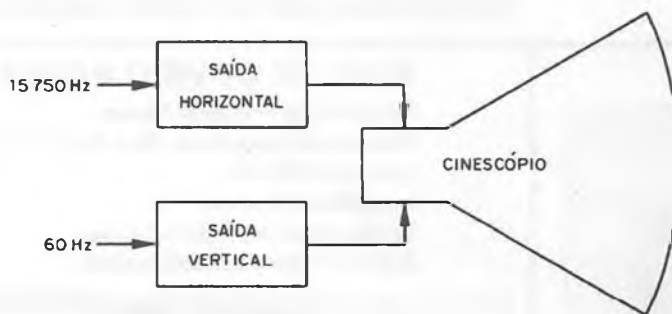 15 750 Hz
SAÍDA
HORIZONTAL
CINESCÓPIO
60 Hz
SAÍDA
VERTICAL